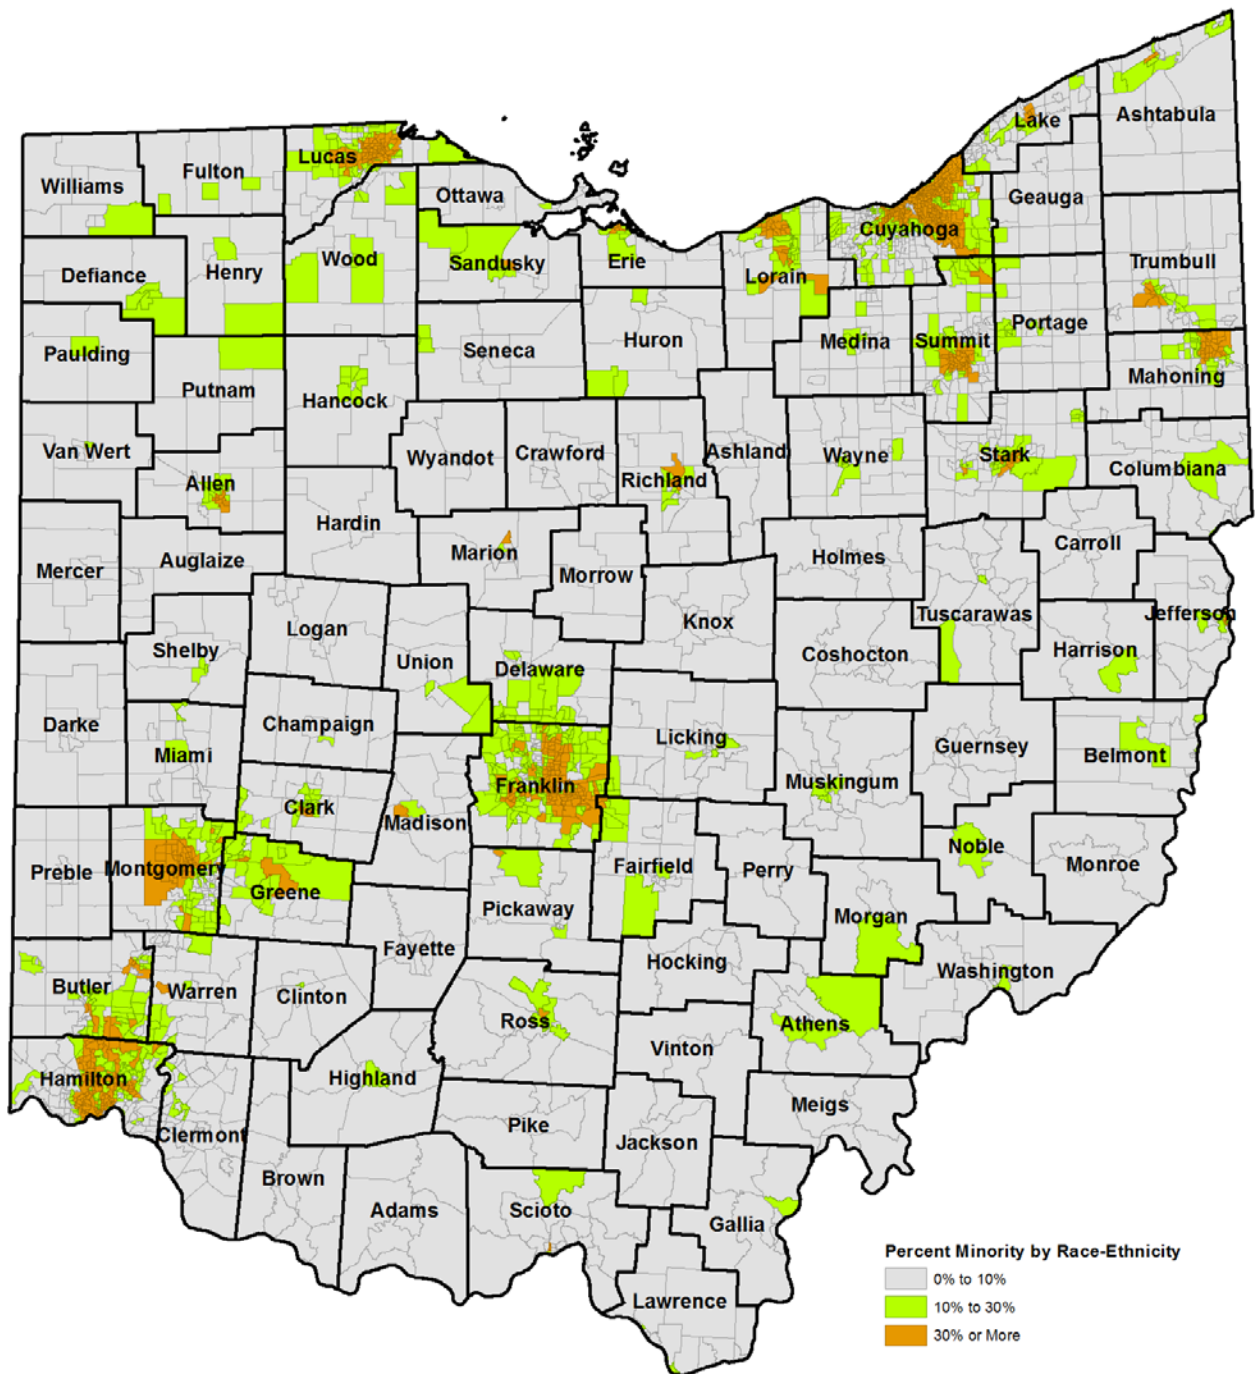 Ashtabula
Lake
Lucas
Fulton
Williams
Ottawa
Geauga
Cuyahoga
Wood
Sandusky
Erie
Trumbull
Henry
Defiance
Lorain
Portage
Huron
Medina
Summit
Seneca
Paulding
Mahoning
Putnam
Hancock
Van Wert
Wyandot
Crawford
Ashland
Wayne
Stark
Columbiana
Richland
Allen
Hardin
Marion
Carroll
Auglaize
Holmes
Mercer
Morrow
Tuscarawas
Jefferson
Knox
Logan
Shelby
Union
Delaware
Coshocton
Harrison
Darke
Champaign
Licking
Guernsey
Miami
Belmont
Franklin
Muskingum
Clark
Madison
Noble
Preble
Montgomery
Fairfield
Perry
Monroe
Greene
Pickaway
Morgan
Fayette
Hocking
Washington
Butler
Warren
Clinton
Ross
Athens
Vinton
Hamilton
Highland
Meigs
Clermont
Pike
Jackson
Brown
Adams
Scioto
Gallia
Lawrence
Percent Minority by Race-Ethnicity
0% to 10%
10% to 30%
30% or More